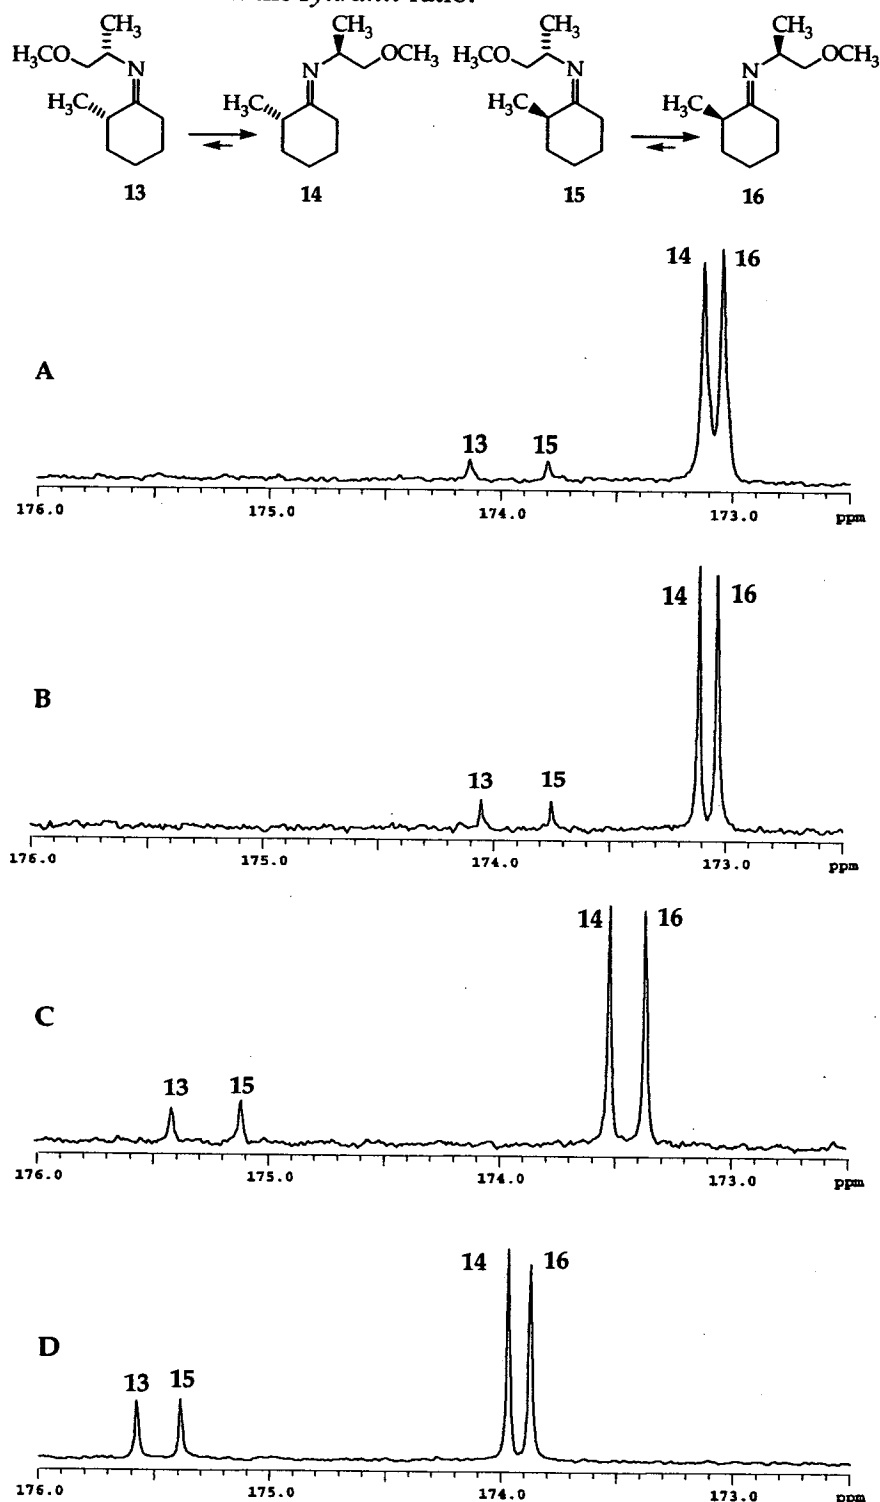 the syn:anti ratio.
CH₃ CH₃ CH₃ CH₃
H₃CO N N OCH₃ H₃CO N N OCH₃
H₃C H₃C H₃C H₃C
13 14 15 16
14 16
A
13 15
176.0 175.0 174.0 173.0 ppm
14 16
B
13 15
176.0 175.0 174.0 173.0 ppm
14 16
C
13 15
176.0 175.0 174.0 173.0 ppm
14 16
D
13 15
176.0 175.0 174.0 173.0 ppm